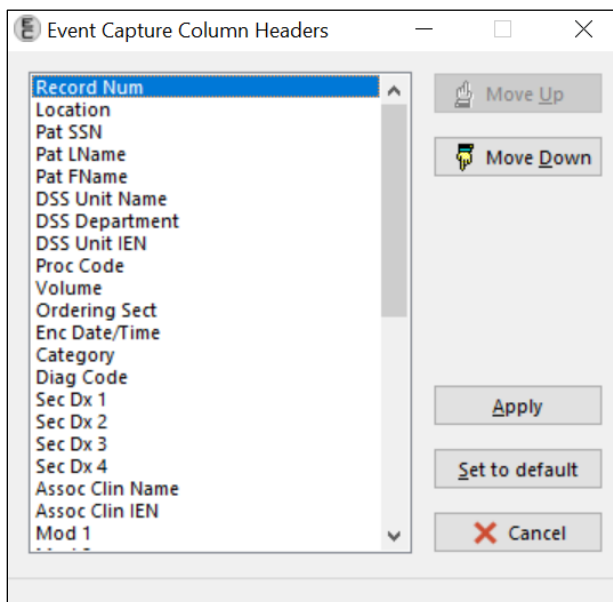 Event Capture Column Headers
Record Num
Location
Pat SSN
Pat LName
Pat FName
DSS Unit Name
DSS Department
DSS Unit IEN
Proc Code
Volume
Ordering Sect
Enc Date/Time
Category
Diag Code
Sec Dx 1
Sec Dx 2
Sec Dx 3
Sec Dx 4
Assoc Clin Name
Assoc Clin IEN
Mod 1
Move Up
Move Down
Apply
Set to default
Cancel